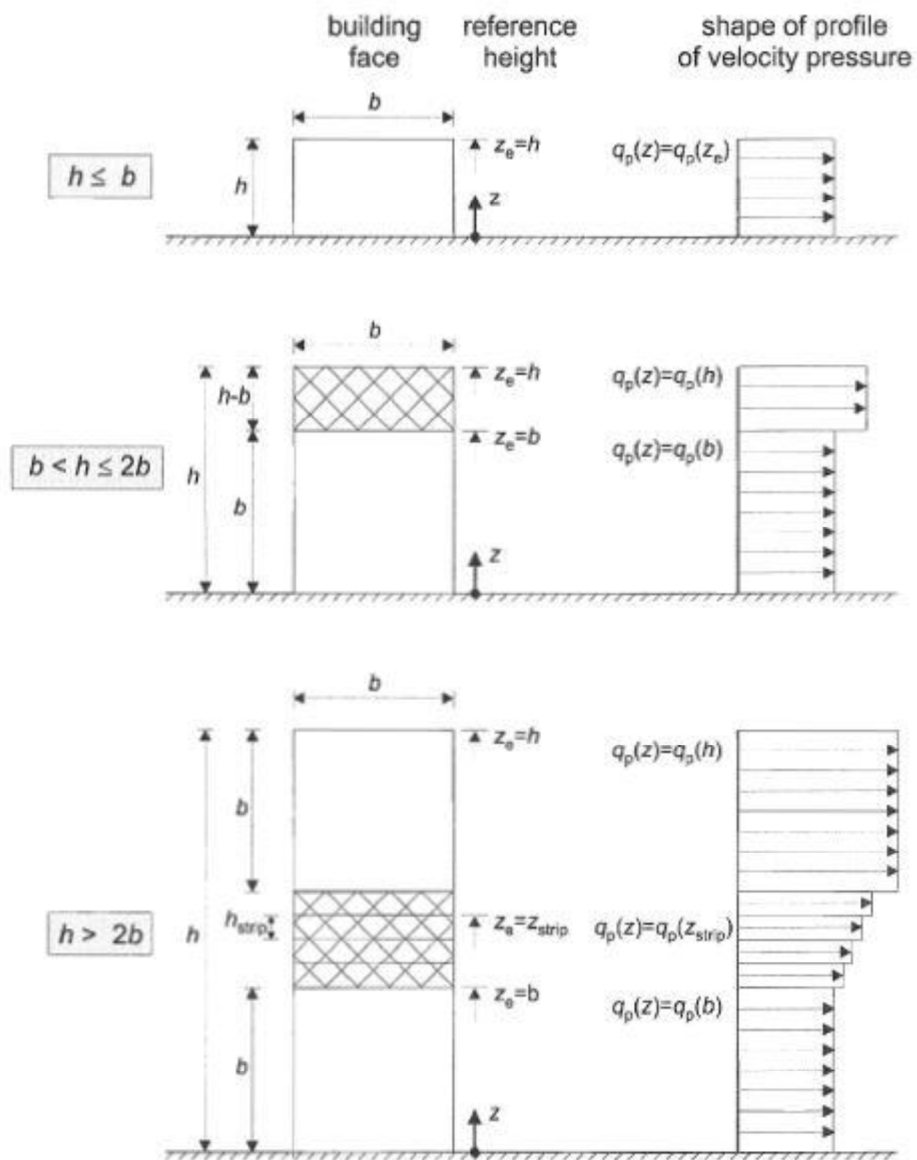 building face
reference height
shape of profile of velocity pressure
b
h ≤ b
h
z_e=h
z
q_p(z)=q_p(z_e)
b
h-b
z_e=h
q_p(z)=q_p(h)
z_e=b
q_p(z)=q_p(b)
b < h ≤ 2b
h
b
z
b
z_e=h
q_p(z)=q_p(h)
b
h > 2b
h
h_strip
z_e=z_strip
q_p(z)=q_p(z_strip)
z_e=b
q_p(z)=q_p(b)
b
z